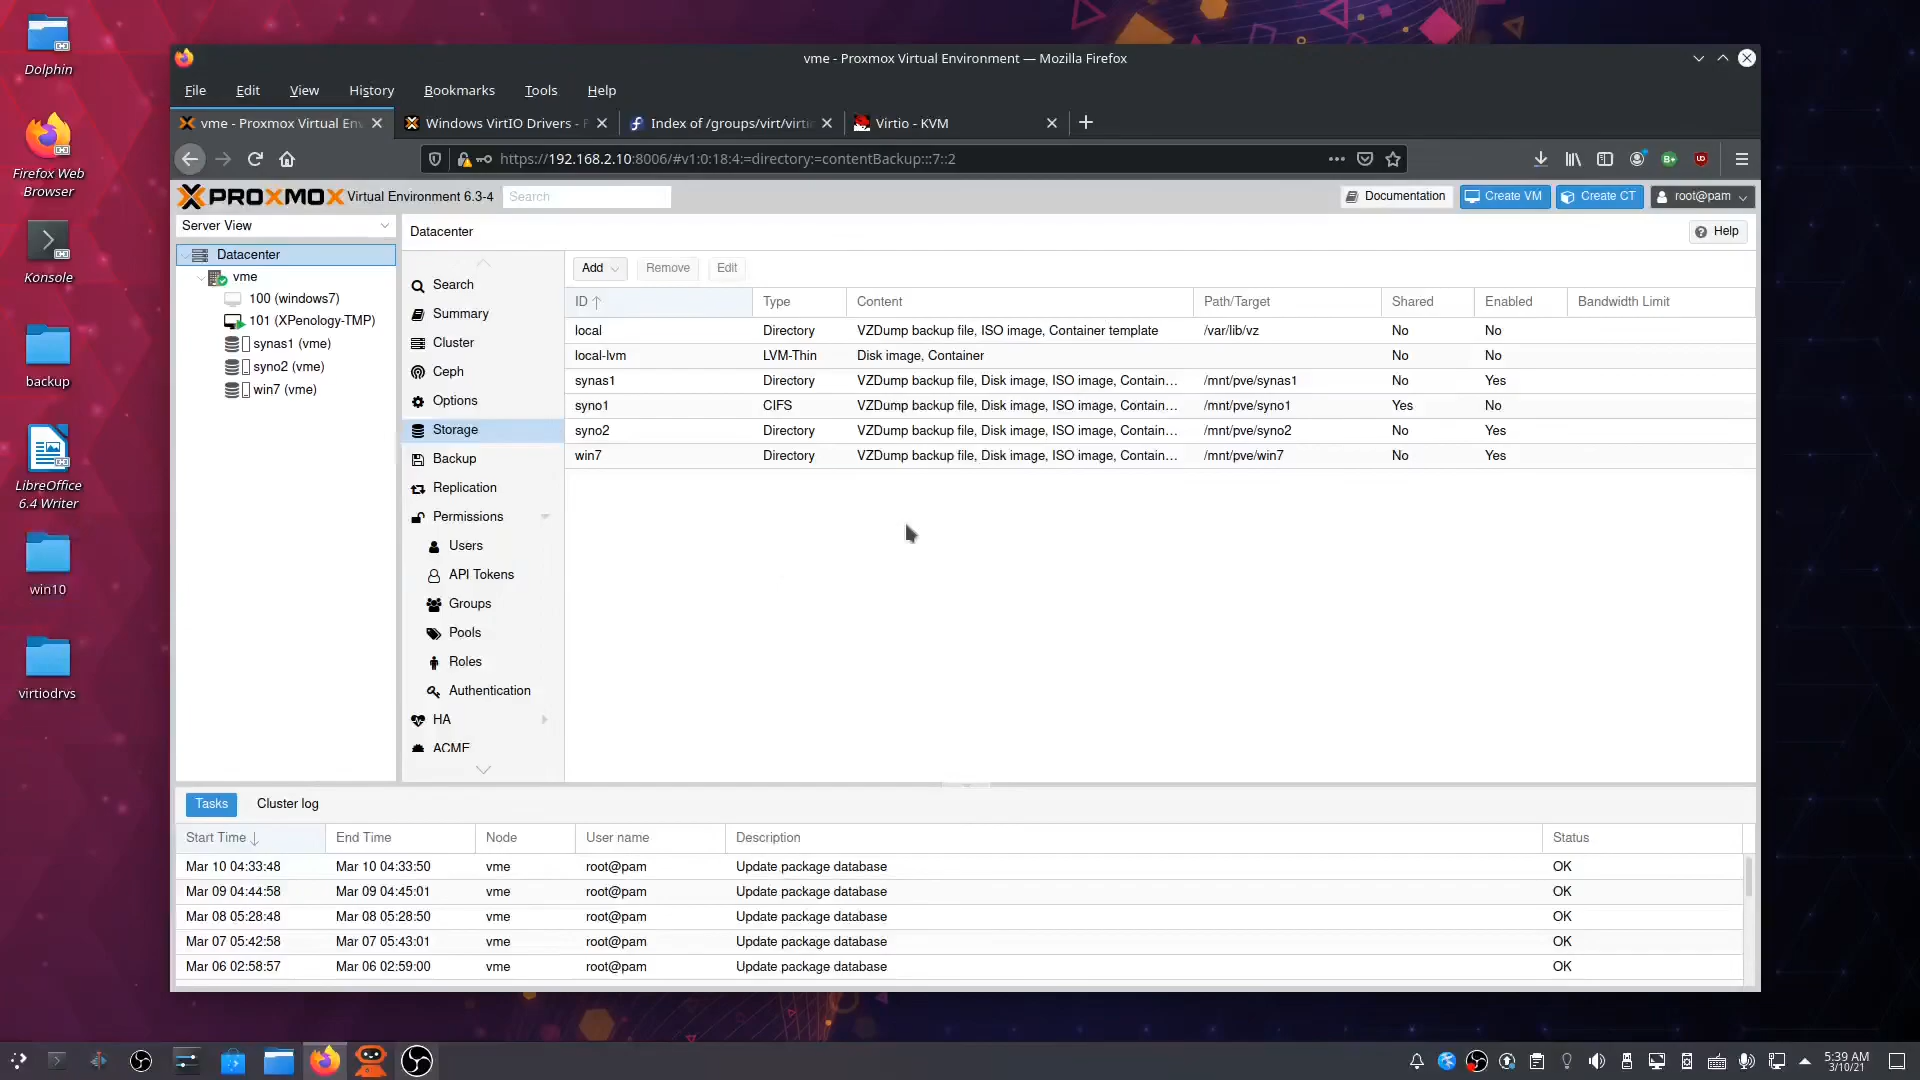 Dolphin
Firefox Web
Browser
Konsole
backup
LibreOffice
6.4 Writer
win10
virtiodrvs
vme - Proxmox Virtual Environment — Mozilla Firefox
File Edit View History Bookmarks Tools Help
vme - Proxmox Virtual En
Windows VirtIO Drivers -
Index of /groups/virt/virti
Virtio - KVM
https://192.168.2.10:8006/#v1:0:18:4:=directory:=contentBackup:::7::2
PROXMOX Virtual Environment 6.3-4 Search
Documentation Create VM Create CT root@pam
Server View
Datacenter
vme
100 (windows7)
101 (XPenology-TMP)
synas1 (vme)
syno2 (vme)
win7 (vme)
Datacenter Help
Search
Summary
Cluster
Ceph
Options
Storage
Backup
Replication
Permissions
Users
API Tokens
Groups
Pools
Roles
Authentication
HA
ACME
Add Remove Edit
ID Type Content Path/Target Shared Enabled Bandwidth Limit
local Directory VZDump backup file, ISO image, Container template /var/lib/vz No No
local-lvm LVM-Thin Disk image, Container No No
synas1 Directory VZDump backup file, Disk image, ISO image, Contain... /mnt/pve/synas1 No Yes
syno1 CIFS VZDump backup file, Disk image, ISO image, Contain... /mnt/pve/syno1 Yes No
syno2 Directory VZDump backup file, Disk image, ISO image, Contain... /mnt/pve/syno2 No Yes
win7 Directory VZDump backup file, Disk image, ISO image, Contain... /mnt/pve/win7 No Yes
Tasks Cluster log
Start Time End Time Node User name Description Status
Mar 10 04:33:48 Mar 10 04:33:50 vme root@pam Update package database OK
Mar 09 04:44:58 Mar 09 04:45:01 vme root@pam Update package database OK
Mar 08 05:28:48 Mar 08 05:28:50 vme root@pam Update package database OK
Mar 07 05:42:58 Mar 07 05:43:01 vme root@pam Update package database OK
Mar 06 02:58:57 Mar 06 02:59:00 vme root@pam Update package database OK
5:39 AM
3/10/21